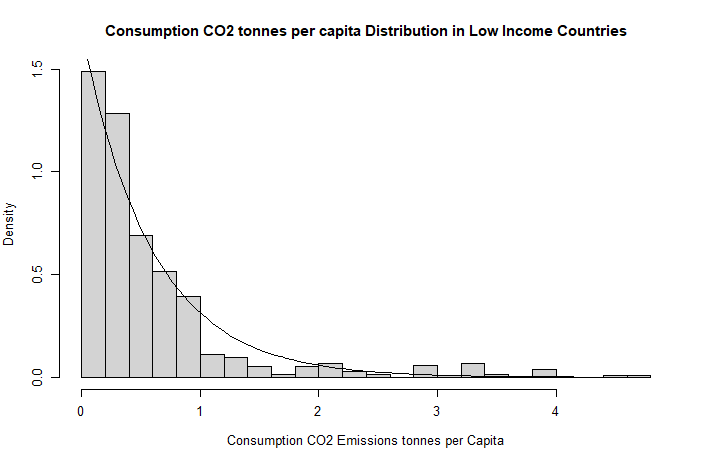 Consumption CO2 tonnes per capita Distribution in Low Income Countries
Density
1.5
1.0
0.5
0.0
0 1 2 3 4
Consumption CO2 Emissions tonnes per Capita